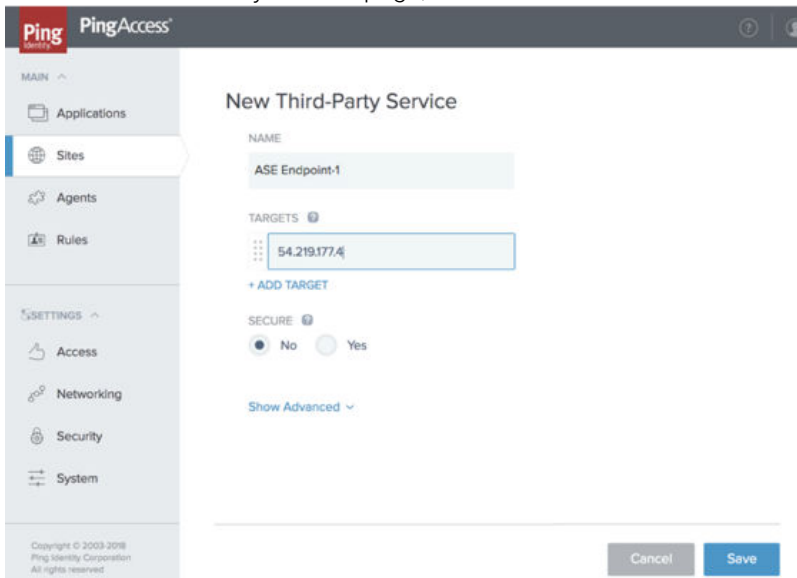 Ping
Identity
PingAccess
MAIN
Applications
Sites
Agents
Rules
SETTINGS
Access
Networking
Security
System
Copyright © 2003-2018
Ping Identity Corporation
All rights reserved
New Third-Party Service
NAME
ASE Endpoint-1
TARGETS ?
54.219.177.4
+ ADD TARGET
SECURE ?
No Yes
Show Advanced
Cancel Save